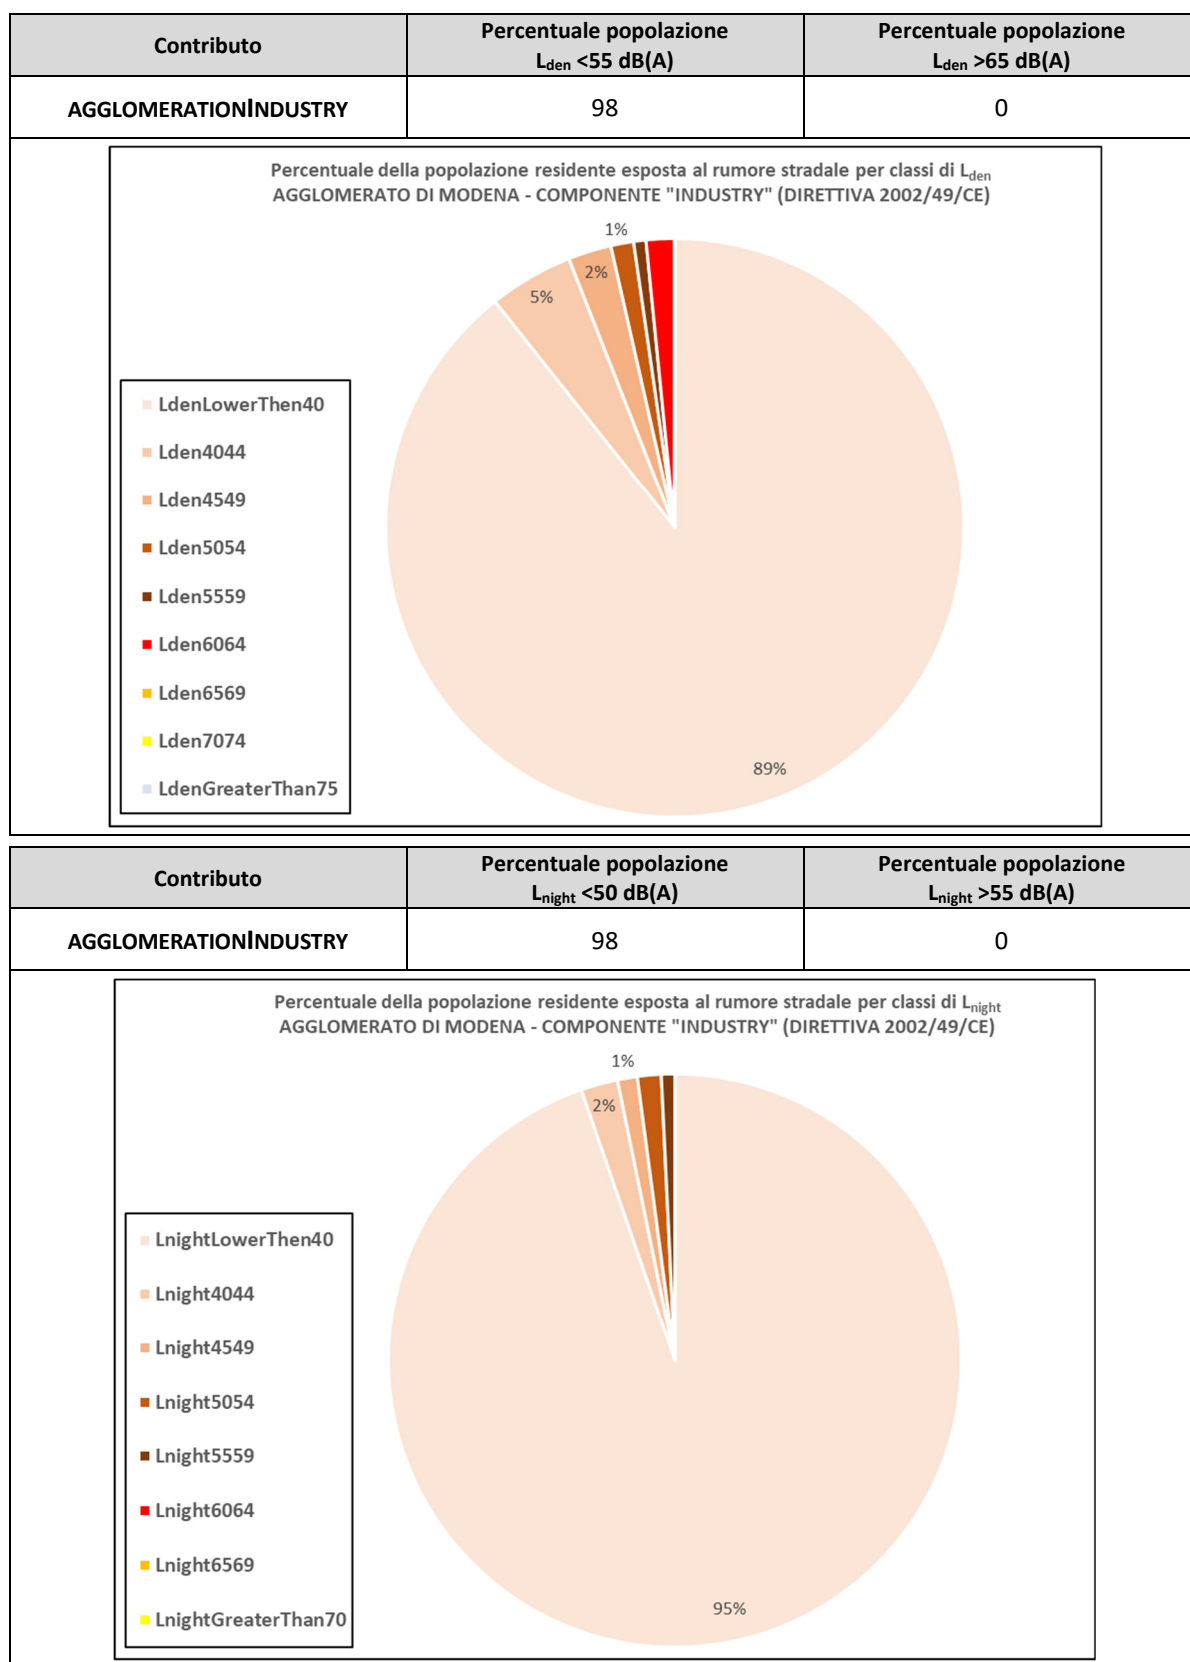 Contributo
Percentuale popolazione
Lden <55 dB(A)
Percentuale popolazione
Lden >65 dB(A)
AGGLOMERATIONINDUSTRY
98
0
Percentuale della popolazione residente esposta al rumore stradale per classi di Lden
AGGLOMERATO DI MODENA - COMPONENTE "INDUSTRY" (DIRETTIVA 2002/49/CE)
1%
2%
5%
89%
LdenLowerThen40
Lden4044
Lden4549
Lden5054
Lden5559
Lden6064
Lden6569
Lden7074
LdenGreaterThan75
Contributo
Percentuale popolazione
Lnight <50 dB(A)
Percentuale popolazione
Lnight >55 dB(A)
AGGLOMERATIONINDUSTRY
98
0
Percentuale della popolazione residente esposta al rumore stradale per classi di Lnight
AGGLOMERATO DI MODENA - COMPONENTE "INDUSTRY" (DIRETTIVA 2002/49/CE)
1%
2%
95%
LnightLowerThen40
Lnight4044
Lnight4549
Lnight5054
Lnight5559
Lnight6064
Lnight6569
LnightGreaterThan70